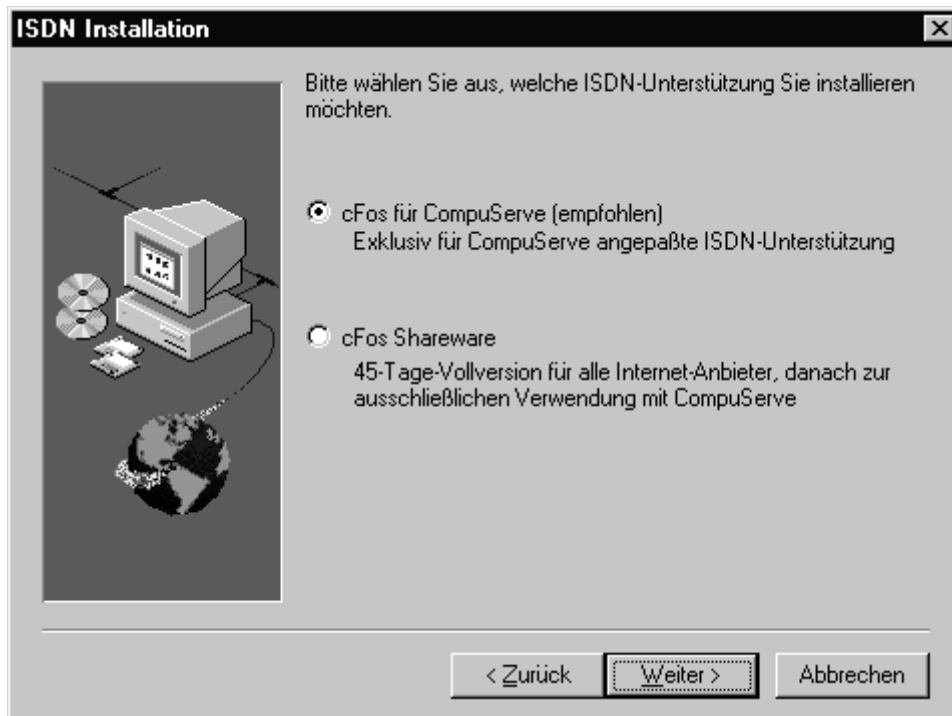 ISDN Installation
Bitte wählen Sie aus, welche ISDN-Unterstützung Sie installieren
möchten.
cFos für CompuServe (empfohlen)
Exklusiv für CompuServe angepaßte ISDN-Unterstützung
cFos Shareware
45-Tage-Vollversion für alle Internet-Anbieter, danach zur
ausschließlichen Verwendung mit CompuServe
< Zurück
Weiter >
Abbrechen